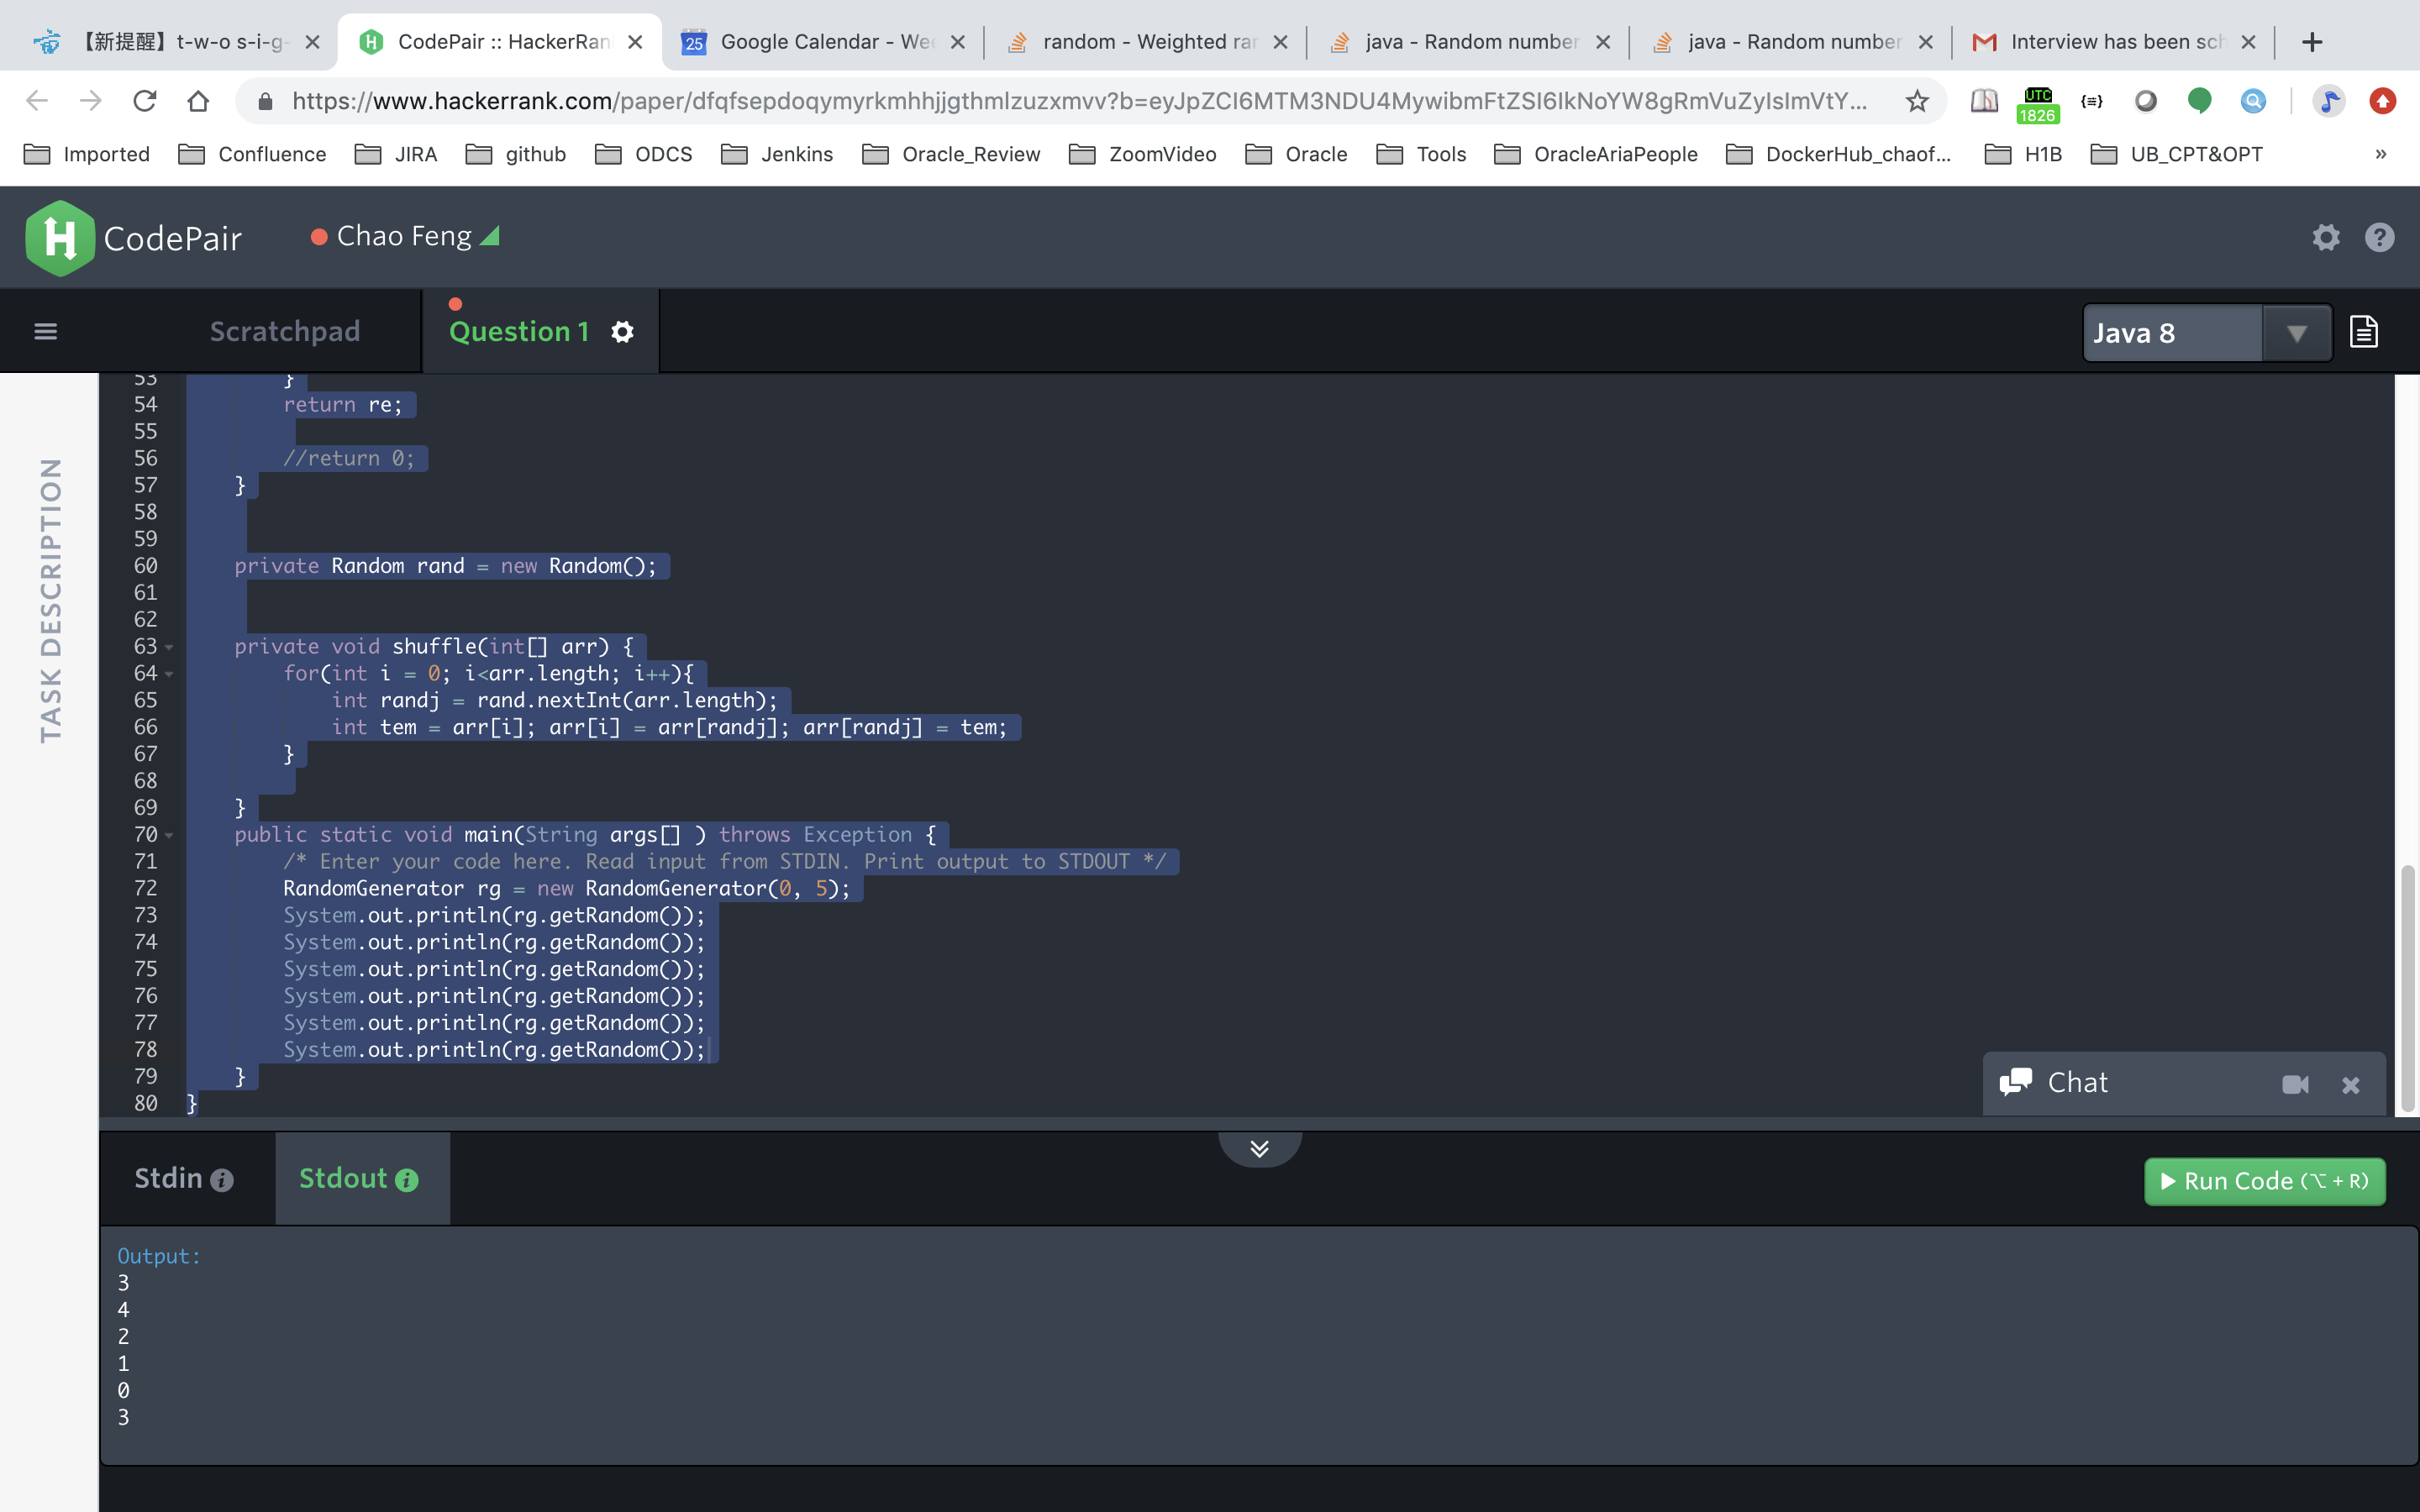 【新提醒】t-w-o s-i-g-
CodePair :: HackerRan
25
Google Calendar - Wee
random - Weighted ran
java - Random number
java - Random number
Interview has been sch
https://www.hackerrank.com/paper/dfqfsepdoqymyrkmhhjjgthmlzuzxmvv?b=eyJpZCI6MTM3NDU4MywibmFtZSI6IkNoYW8gRmVuZyIsImVtY...
UTC
1826
Imported
Confluence
JIRA
github
ODCS
Jenkins
Oracle_Review
ZoomVideo
Oracle
Tools
OracleAriaPeople
DockerHub_chaof...
H1B
UB_CPT&OPT
»
H CodePair
Chao Feng
Scratchpad
Question 1
Java 8
TASK DESCRIPTION
53 }
54 return re;
55
56 //return 0;
57 }
58
59
60 private Random rand = new Random();
61
62
63 private void shuffle(int[] arr) {
64 for(int i = 0; i<arr.length; i++){
65 int randj = rand.nextInt(arr.length);
66 int tem = arr[i]; arr[i] = arr[randj]; arr[randj] = tem;
67 }
68
69 }
70 public static void main(String args[] ) throws Exception {
71 /* Enter your code here. Read input from STDIN. Print output to STDOUT */
72 RandomGenerator rg = new RandomGenerator(0, 5);
73 System.out.println(rg.getRandom());
74 System.out.println(rg.getRandom());
75 System.out.println(rg.getRandom());
76 System.out.println(rg.getRandom());
77 System.out.println(rg.getRandom());
78 System.out.println(rg.getRandom());
79 }
80 }
Chat
Stdin
Stdout
Run Code (⌥ + R)
Output:
3
4
2
1
0
3